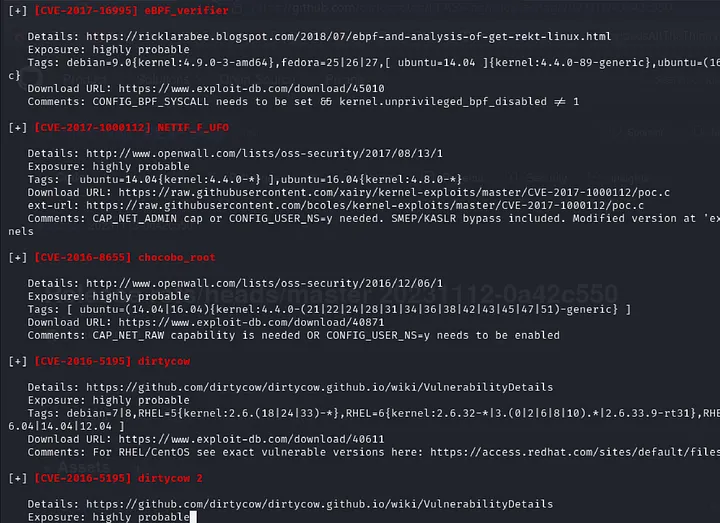 [+] [CVE-2017-16995] eBPF_verifier
Details: https://ricklarabee.blogspot.com/2018/07/ebpf-and-analysis-of-get-rekt-linux.html
Exposure: highly probable
Tags: debian=9.0{kernel:4.9.0-3-amd64},fedora=25|26|27,[ ubuntu=14.04 ]{kernel:4.4.0-89-generic},ubuntu=(16
c}
Download URL: https://www.exploit-db.com/download/45010
Comments: CONFIG_BPF_SYSCALL needs to be set && kernel.unprivileged_bpf_disabled ≠ 1
[+] [CVE-2017-1000112] NETIF_F_UFO
Details: http://www.openwall.com/lists/oss-security/2017/08/13/1
Exposure: highly probable
Tags: [ ubuntu=14.04{kernel:4.4.0-*} ],ubuntu=16.04{kernel:4.8.0-*}
Download URL: https://raw.githubusercontent.com/xairy/kernel-exploits/master/CVE-2017-1000112/poc.c
ext-url: https://raw.githubusercontent.com/bcoles/kernel-exploits/master/CVE-2017-1000112/poc.c
Comments: CAP_NET_ADMIN cap or CONFIG_USER_NS=y needed. SMEP/KASLR bypass included. Modified version at 'ex
nels
[+] [CVE-2016-8655] chocobo_root
Details: http://www.openwall.com/lists/oss-security/2016/12/06/1
heads/master 20231112-0a42c550
Exposure: highly probable
Tags: [ ubuntu=(14.04|16.04){kernel:4.4.0-(21|22|24|28|31|34|36|38|42|43|45|47|51)-generic} ]
Download URL: https://www.exploit-db.com/download/40871
Comments: CAP_NET_RAW capability is needed OR CONFIG_USER_NS=y needs to be enabled
[+] [CVE-2016-5195] dirtycow
Details: https://github.com/dirtycow/dirtycow.github.io/wiki/VulnerabilityDetails
Exposure: highly probable
Tags: debian=7|8,RHEL=5{kernel:2.6.(18|24|33)-*},RHEL=6{kernel:2.6.32-*|3.(0|2|6|8|10).*|2.6.33.9-rt31},RHE
6.04|14.04|12.04 ]
Download URL: https://www.exploit-db.com/download/40611
Comments: For RHEL/CentOS see exact vulnerable versions here: https://access.redhat.com/sites/default/files
Assets
[+] [CVE-2016-5195] dirtycow 2
Details: https://github.com/dirtycow/dirtycow.github.io/wiki/VulnerabilityDetails
Exposure: highly probable